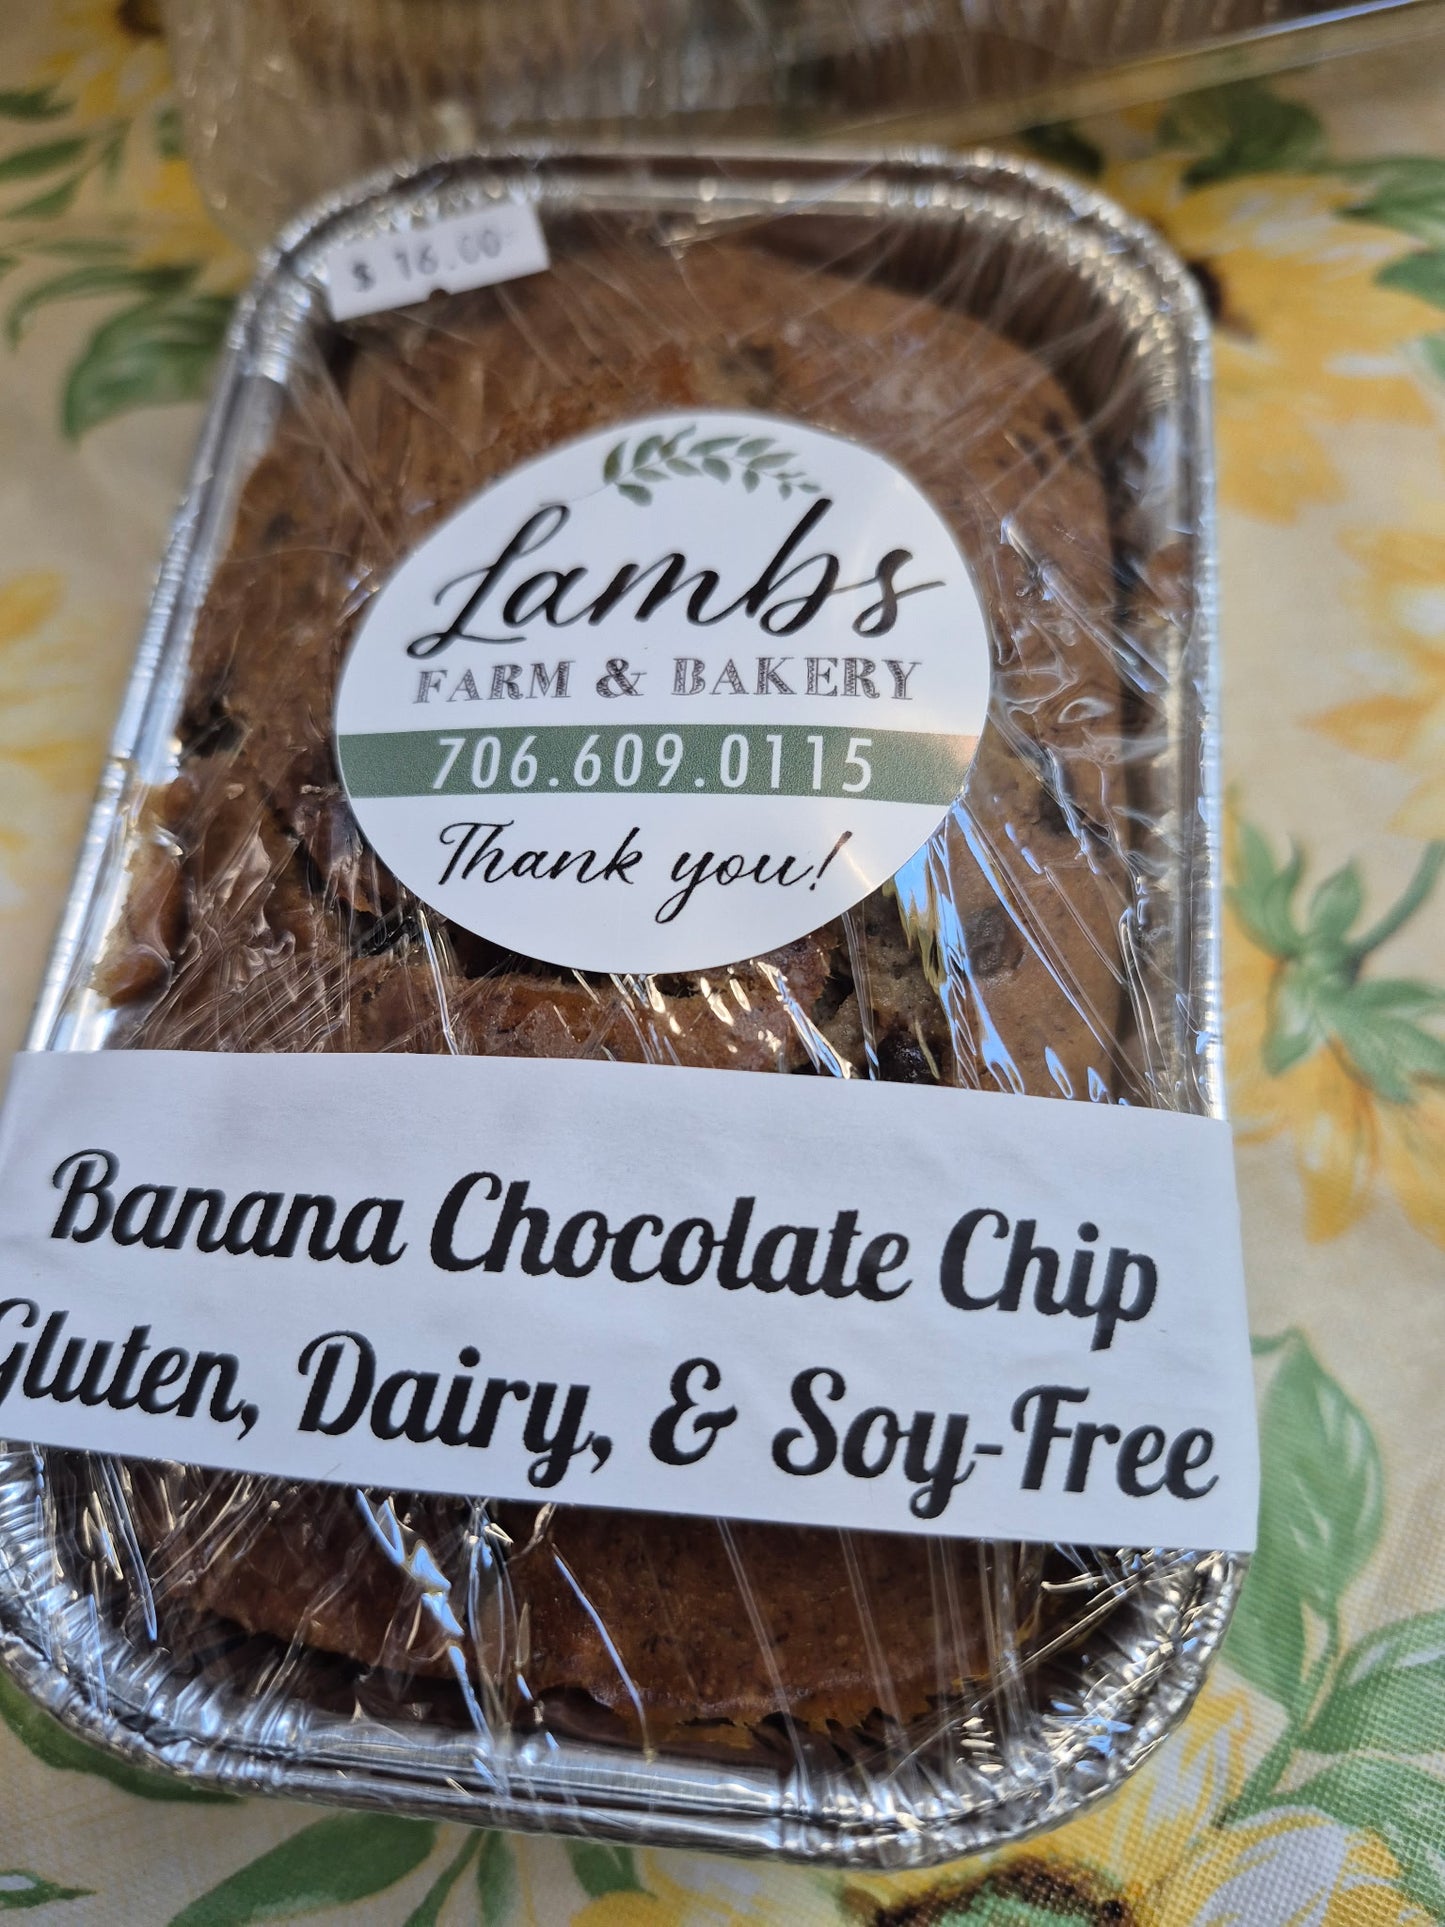 $ 16.00
Lambs
FARM & BAKERY
706.609.0115
Thank you!
Banana Chocolate Chip
Gluten, Dairy, & Soy-Free